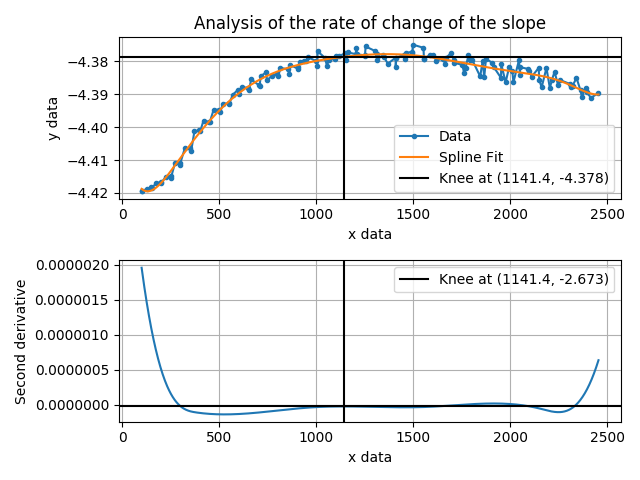 Analysis of the rate of change of the slope
y data
−4.38
−4.39
−4.40
−4.41
−4.42
Data
Spline Fit
Knee at (1141.4, -4.378)
0 500 1000 1500 2000 2500
x data
Second derivative
0.0000020
0.0000015
0.0000010
0.0000005
0.0000000
Knee at (1141.4, -2.673)
0 500 1000 1500 2000 2500
x data